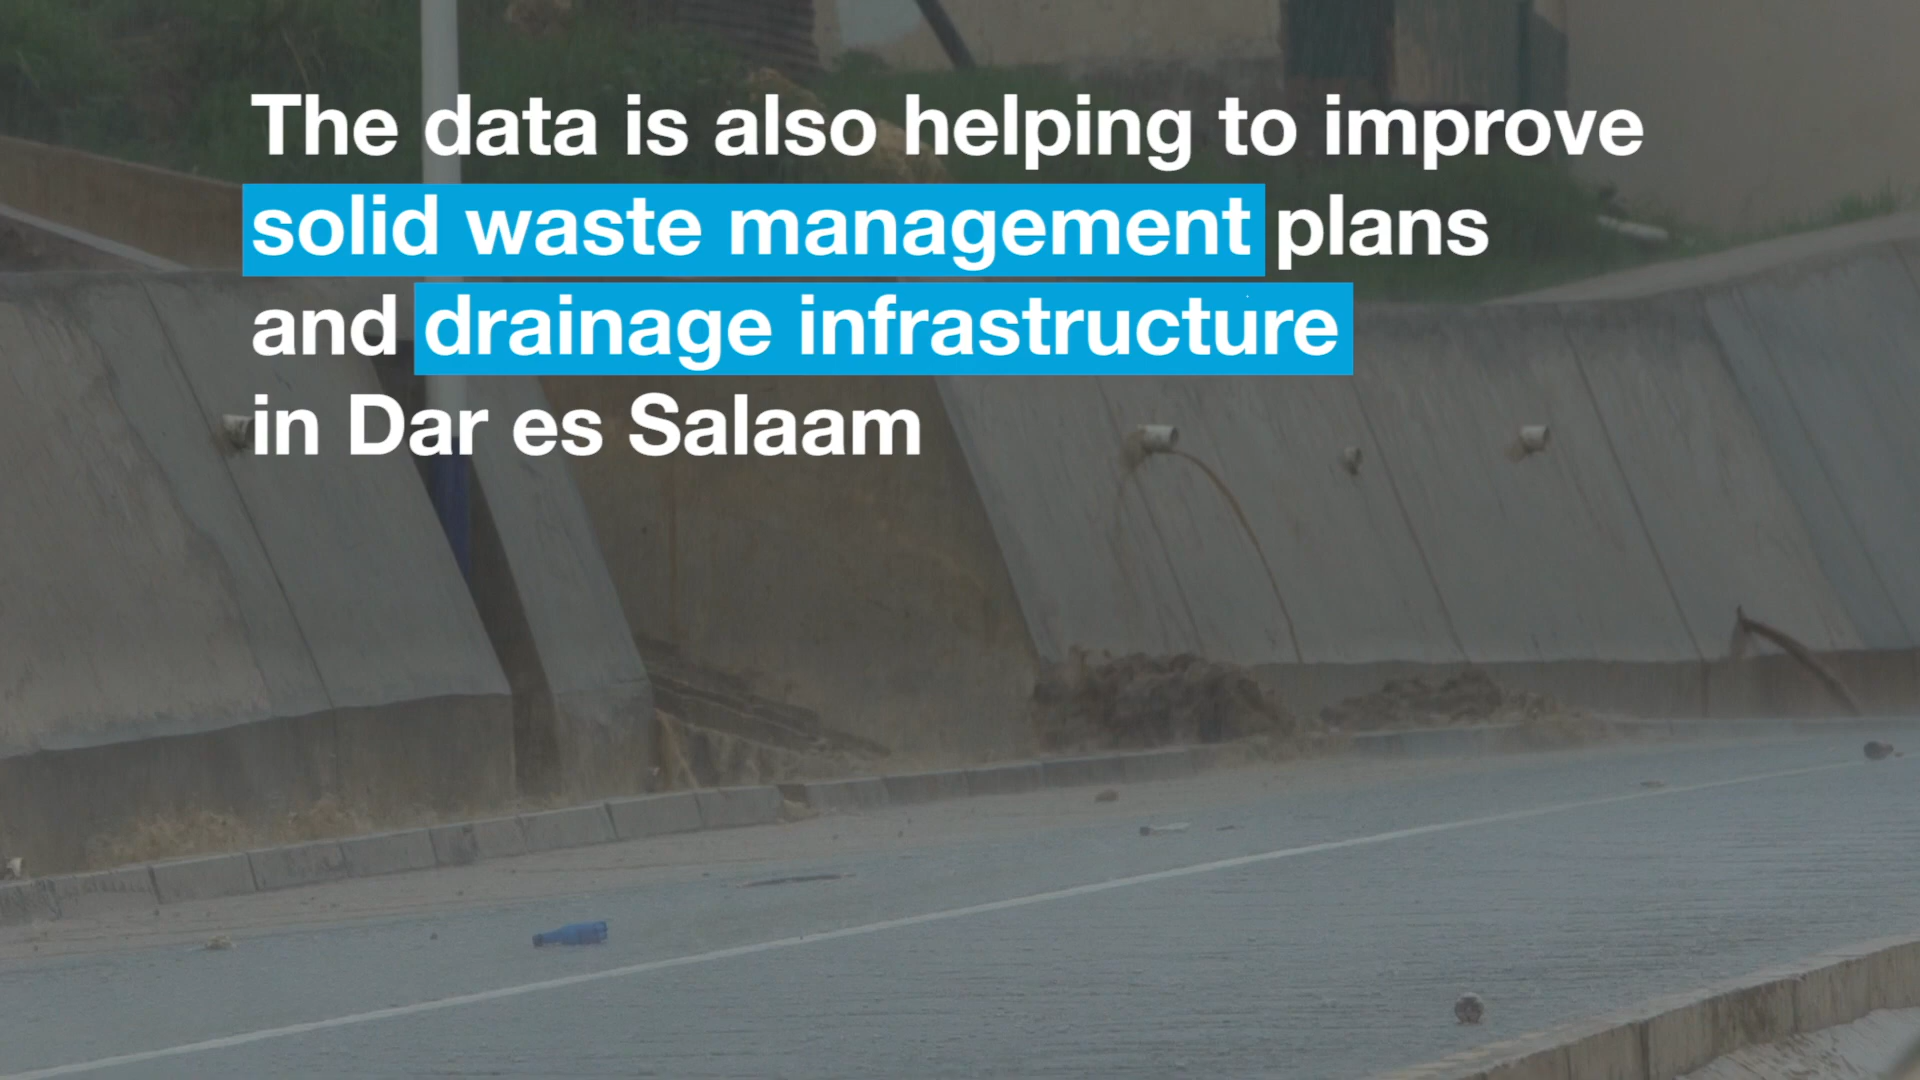 The data is also helping to improve
solid waste management plans
and drainage infrastructure
in Dar es Salaam